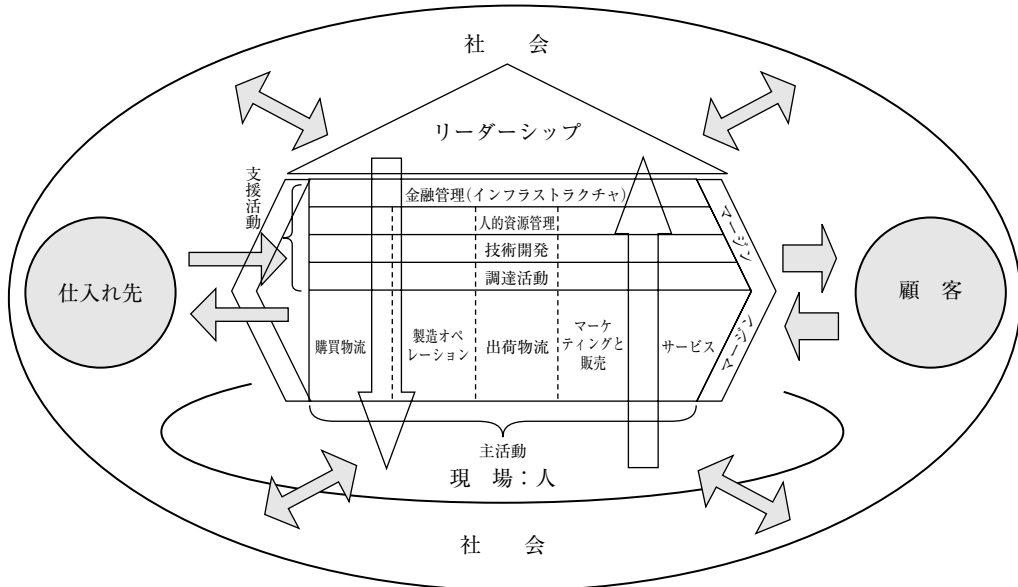 社　会
リーダーシップ
支援活動
金融管理(インフラストラクチャ)
人的資源管理
技術開発
調達活動
マージン
マージン
仕入れ先
顧　客
購買物流
製造オペ
レーション
出荷物流
マーケ
ティングと
販売
サービス
主活動
現　場：人
社　会